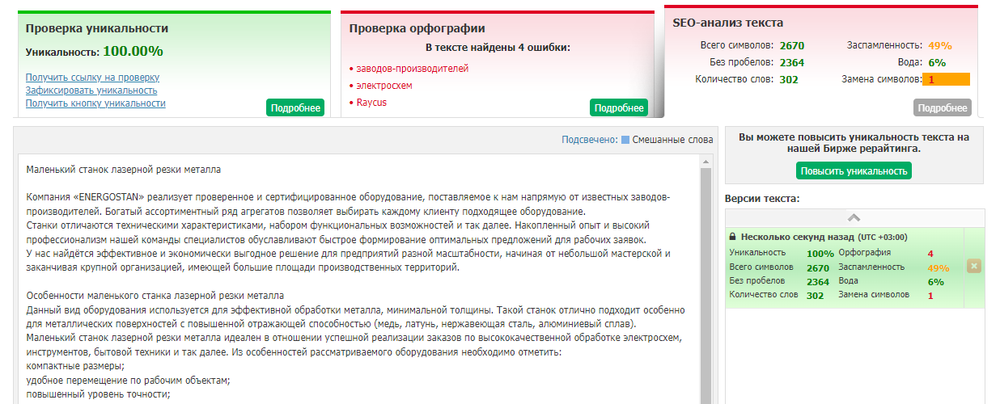 Проверка уникальности
Уникальность: 100.00%
Получить ссылку на проверку
Зафиксировать уникальность
Получить кнопку уникальности
Подробнее
Проверка орфографии
В тексте найдены 4 ошибки:
• заводов-производителей
• электросхем
• Raycus
Подробнее
SEO-анализ текста
Всего символов: 2670 Заспамленность: 49%
Без пробелов: 2364 Вода: 6%
Количество слов: 302 Замена символов: 1
Подробнее
Подсвечено: Смешанные слова
Маленький станок лазерной резки металла
Компания «ENERGOSTAN» реализует проверенное и сертифицированное оборудование, поставляемое к нам напрямую от известных заводов-
производителей. Богатый ассортиментный ряд агрегатов позволяет выбирать каждому клиенту подходящее оборудование.
Станки отличаются техническими характеристиками, набором функциональных возможностей и так далее. Накопленный опыт и высокий
профессионализм нашей команды специалистов обуславливают быстрое формирование оптимальных предложений для рабочих заявок.
У нас найдётся эффективное и экономически выгодное решение для предприятий разной масштабности, начиная от небольшой мастерской и
заканчивая крупной организацией, имеющей большие площади производственных территорий.
Особенности маленького станка лазерной резки металла
Данный вид оборудования используется для эффективной обработки металла, минимальной толщины. Такой станок отлично подходит особенно
для металлических поверхностей с повышенной отражающей способностью (медь, латунь, нержавеющая сталь, алюминиевый сплав).
Маленький станок лазерной резки металла идеален в отношении успешной реализации заказов по высококачественной обработке электросхем,
инструментов, бытовой техники и так далее. Из особенностей рассматриваемого оборудования необходимо отметить:
компактные размеры;
удобное перемещение по рабочим объектам;
повышенный уровень точности;
Вы можете повысить уникальность текста на
нашей Бирже рерайтинга.
Повысить уникальность
Версии текста:
Несколько секунд назад (UTC +03:00)
Уникальность 100% Орфография 4
Всего символов 2670 Заспамленность 49%
Без пробелов 2364 Вода 6%
Количество слов 302 Замена символов 1